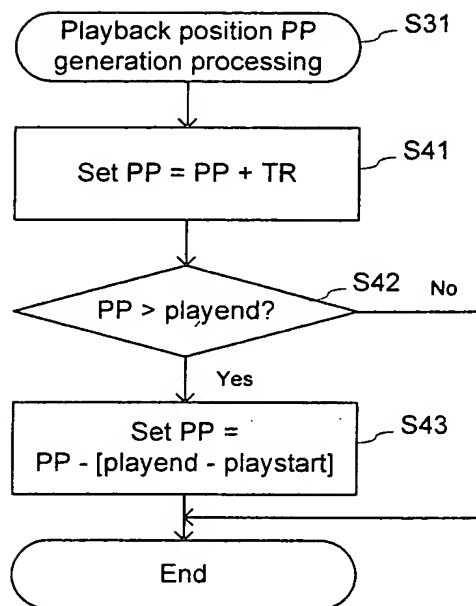 Playback position PP
generation processing
S31
S41
Set PP = PP + TR
S42
No
PP > playend?
Yes
S43
Set PP =
PP - [playend - playstart]
End